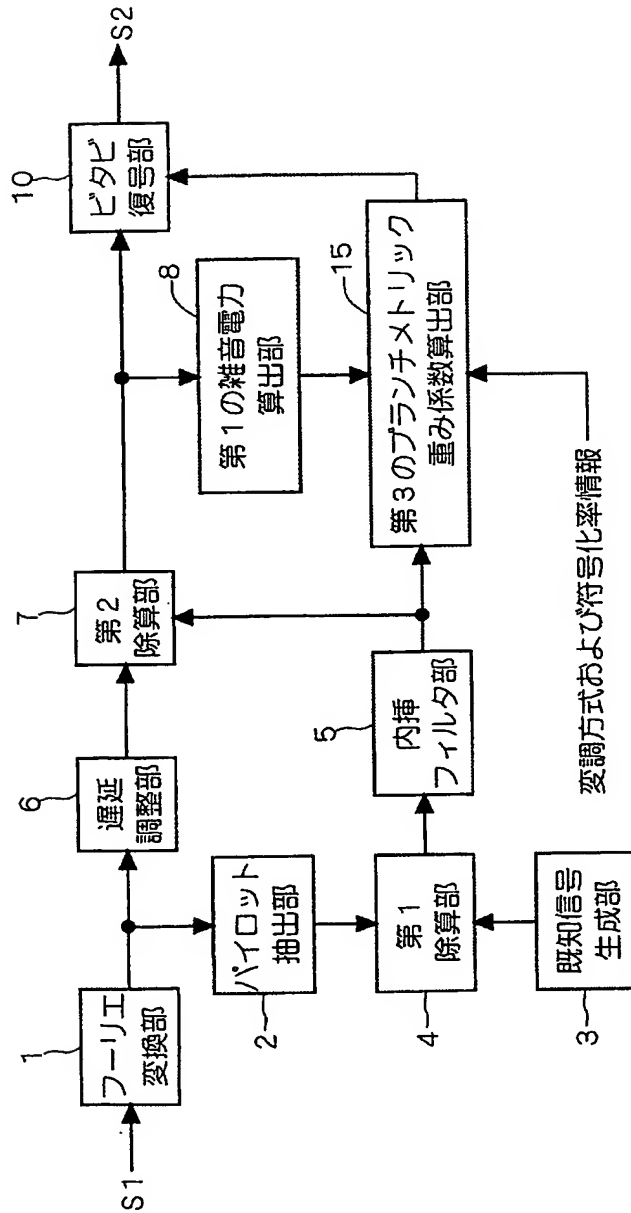 S1
1
フーリエ
変換部
6
遅延
調整部
7
第2
除算部
10
ビタビ
復号部
S2
2
パイロット
抽出部
8
第1の雑音電力
算出部
4
第1
除算部
5
内挿
フィルタ部
15
第3のブランチメトリック
重み係数算出部
3
既知信号
生成部
変調方式および符号化率情報